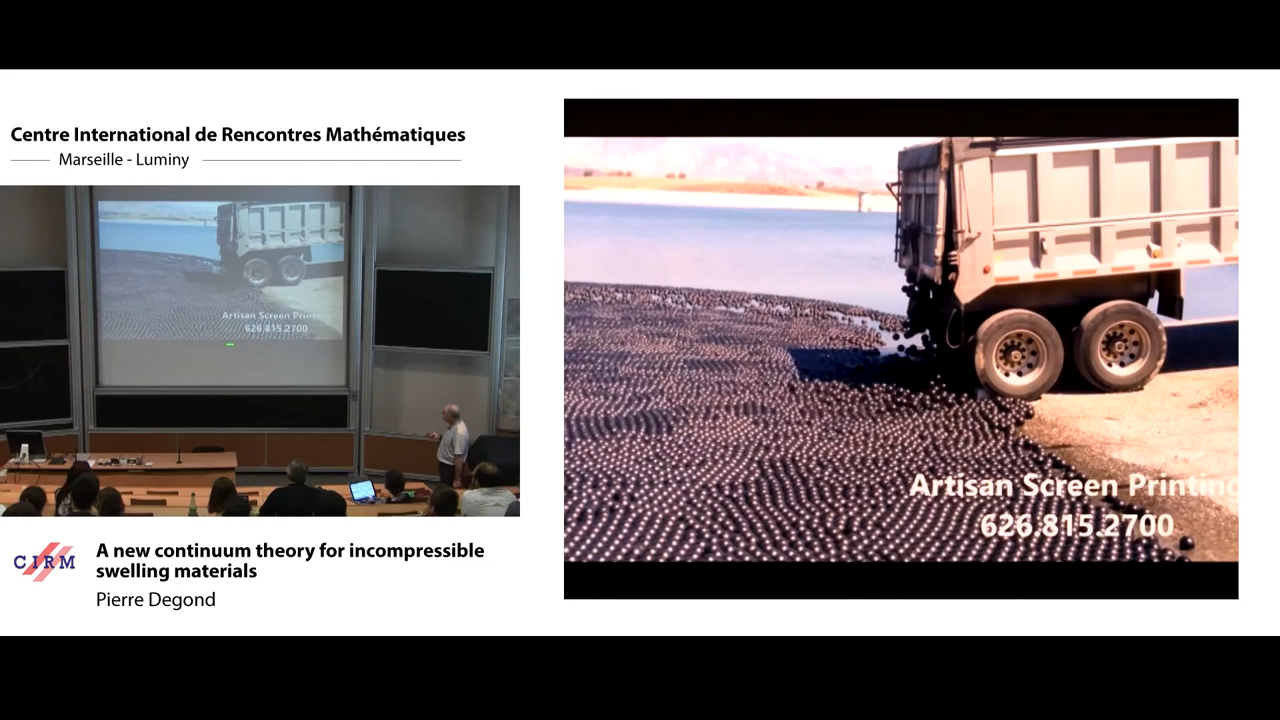 Centre International de Rencontres Mathématiques
Marseille - Luminy
Artisan Screen Printing
626.815.2700
CIRM
A new continuum theory for incompressible
swelling materials
Pierre Degond
Artisan Screen Printing
626.815.2700